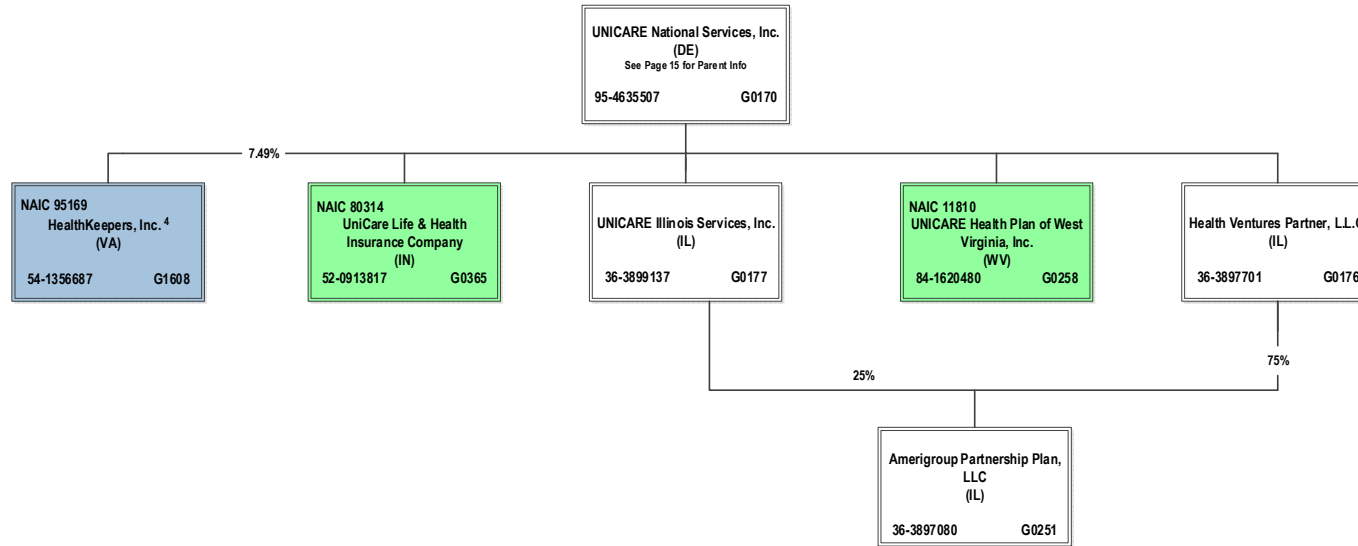 UNICARE National Services, Inc.
(DE)
See Page 15 for Parent Info
95-4635507 G0170
7.49%
NAIC 95169
HealthKeepers, Inc. 4
(VA)
54-1356687 G1608
NAIC 80314
UniCare Life & Health
Insurance Company
(IN)
52-0913817 G0365
UNICARE Illinois Services, Inc.
(IL)
36-3899137 G0177
NAIC 11810
UNICARE Health Plan of West
Virginia, Inc.
(WV)
84-1620480 G0258
Health Ventures Partner, L.L.C
(IL)
36-3897701 G0176
25%
75%
Amerigroup Partnership Plan,
LLC
(IL)
36-3897080 G0251